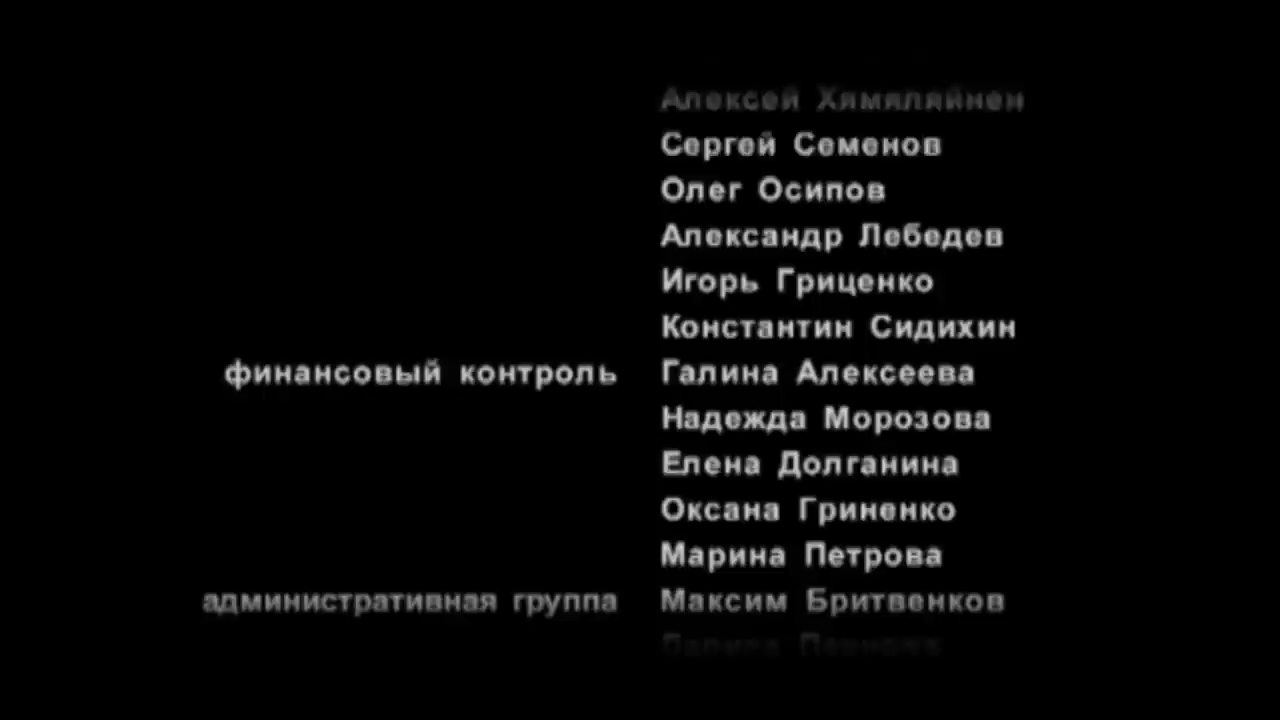 Алексей Хямяляйнен
Сергей Семенов
Олег Осипов
Александр Лебедев
Игорь Гриценко
Константин Сидихин
финансовый контроль Галина Алексеева
Надежда Морозова
Елена Долганина
Оксана Гриненко
Марина Петрова
административная группа Максим Бритвенков